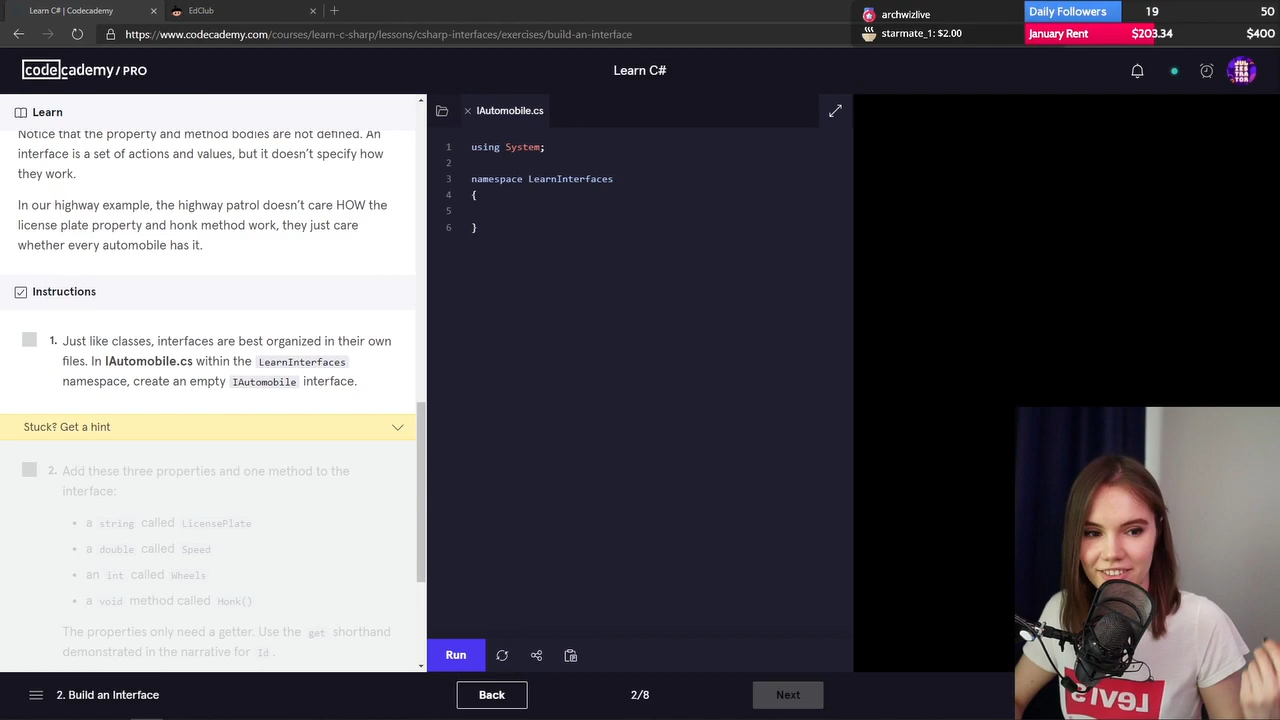 Learn C# | Codecademy
EdClub
https://www.codecademy.com/courses/learn-c-sharp/lessons/csharp-interfaces/exercises/build-an-interface
archwizlive
starmate_1: $2.00
Daily Followers 19 50
January Rent $203.34 $400
codecademy/PRO
Learn C#
Learn
Notice that the property and method bodies are not defined. An
interface is a set of actions and values, but it doesn't specify how
they work.
In our highway example, the highway patrol doesn't care HOW the
license plate property and honk method work, they just care
whether every automobile has it.
Instructions
1. Just like classes, interfaces are best organized in their own
files. In IAutomobile.cs within the LearnInterfaces
namespace, create an empty IAutomobile interface.
Stuck? Get a hint
2. Add these three properties and one method to the
interface:
• a string called LicensePlate
• a double called Speed
• an int called Wheels
• a void method called Honk()
The properties only need a getter. Use the get shorthand
demonstrated in the narrative for Id.
IAutomobile.cs
1 using System;
2
3 namespace LearnInterfaces
4 {
5
6 }
Run
2. Build an Interface
Back
2/8
Next
LEVI'S